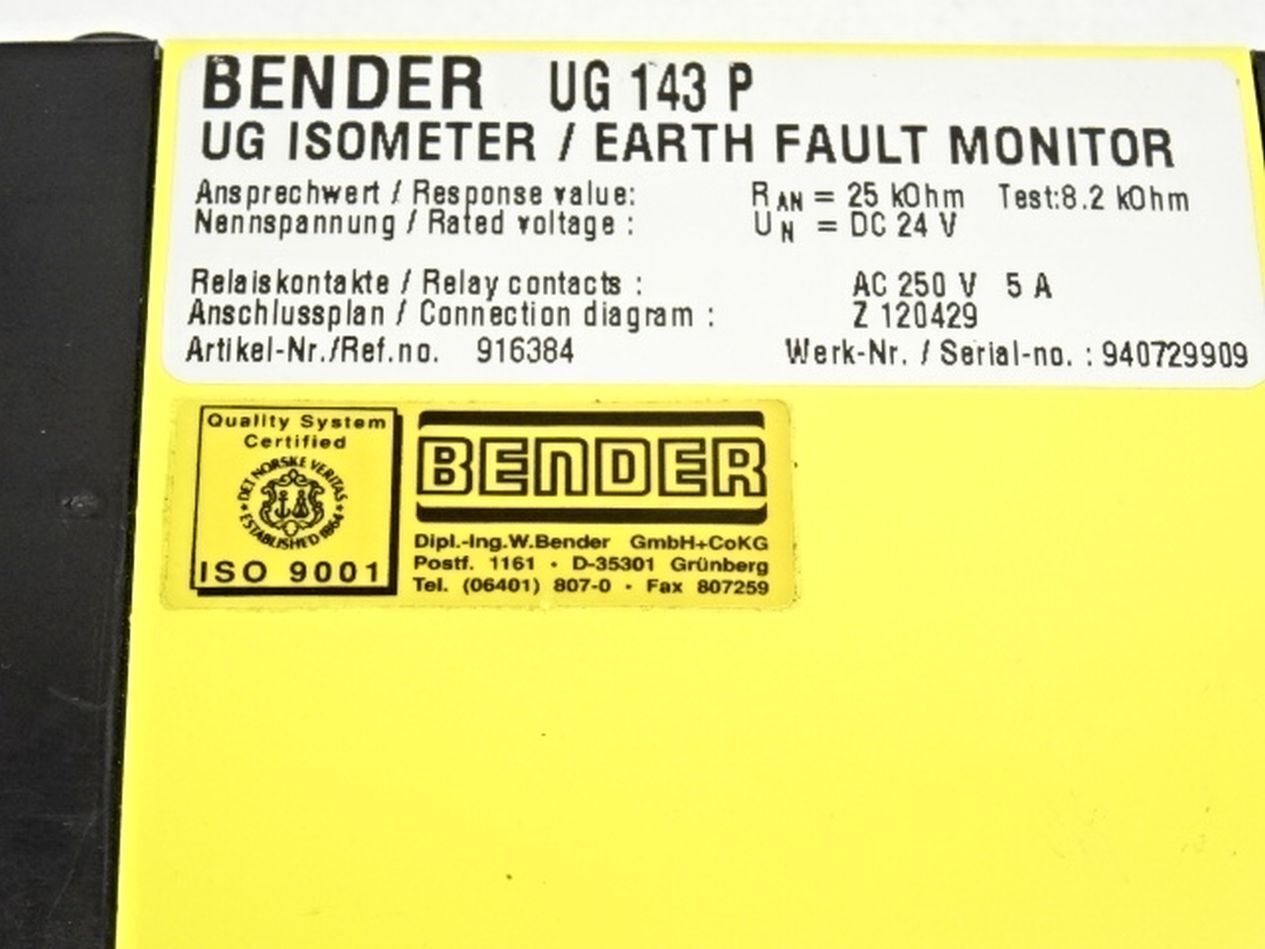 BENDER UG 143 P
UG ISOMETER / EARTH FAULT MONITOR
Ansprechwert / Response value: R AN = 25 kOhm Test:8.2 kOhm
Nennspannung / Rated voltage : U N = DC 24 V
Relaiskontakte / Relay contacts : AC 250 V 5 A
Anschlussplan / Connection diagram : Z 120429
Artikel-Nr./Ref.no. 916384 Werk-Nr. / Serial-no. : 940729909
Quality System
Certified
DET NORSKE VERITAS
ESTABLISHED 1864
ISO 9001
BENDER
Dipl.-Ing.W.Bender GmbH+CoKG
Postf. 1161 • D-35301 Grünberg
Tel. (06401) 807-0 • Fax 807259